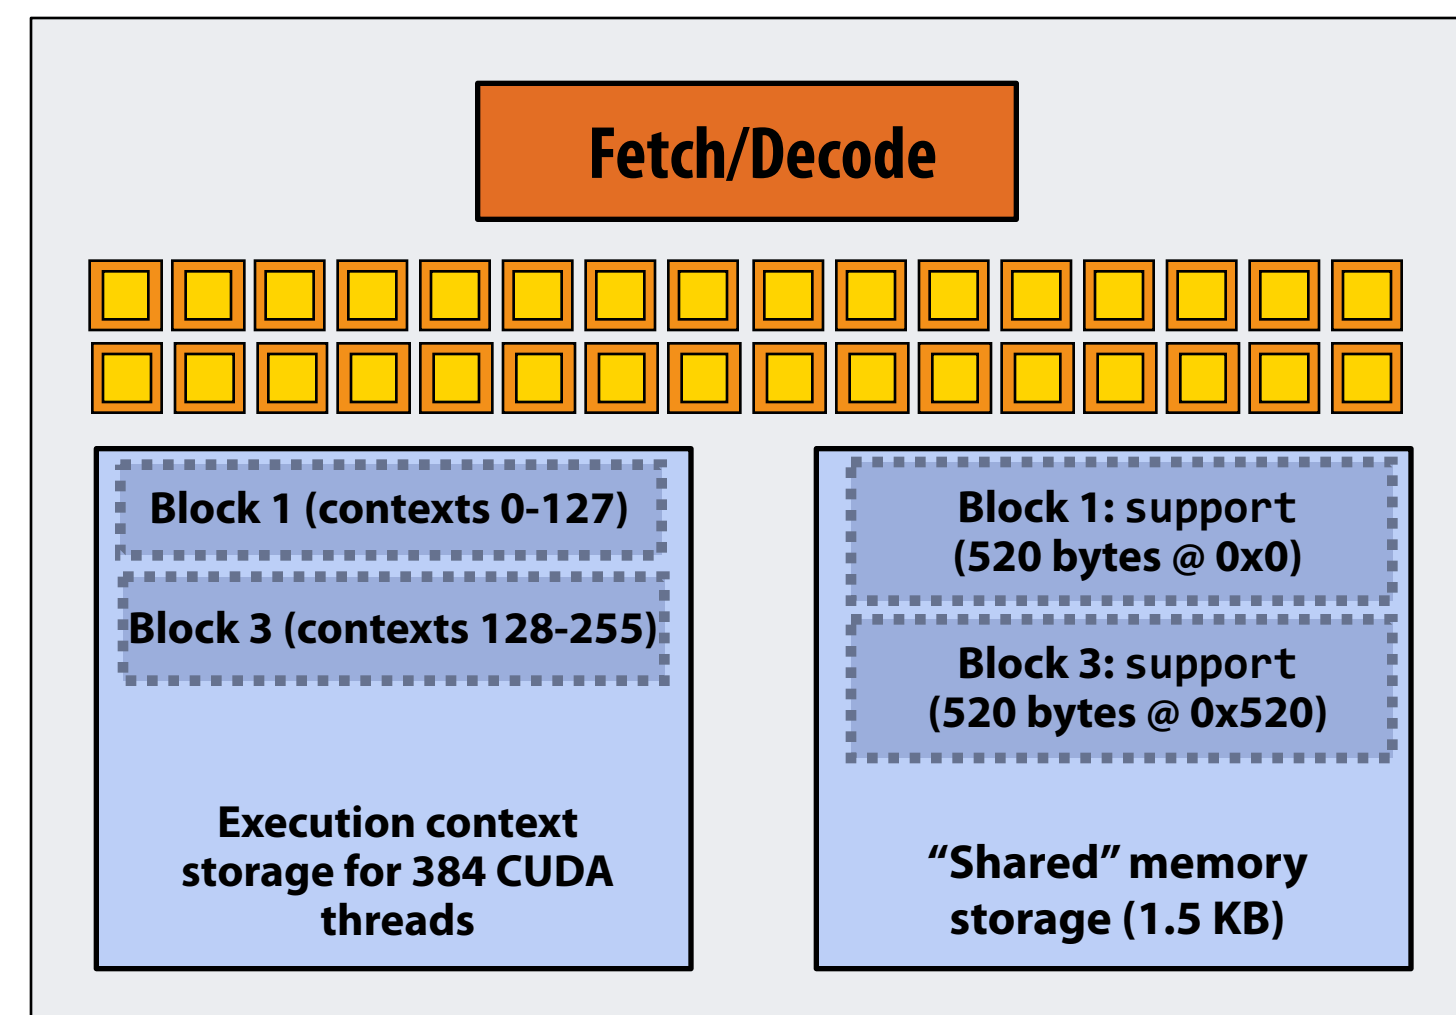 Fetch/Decode
Block 1 (contexts 0-127)
Block 3 (contexts 128-255)
Execution context
storage for 384 CUDA
threads
Block 1: support
(520 bytes @ 0x0)
Block 3: support
(520 bytes @ 0x520)
“Shared” memory
storage (1.5 KB)